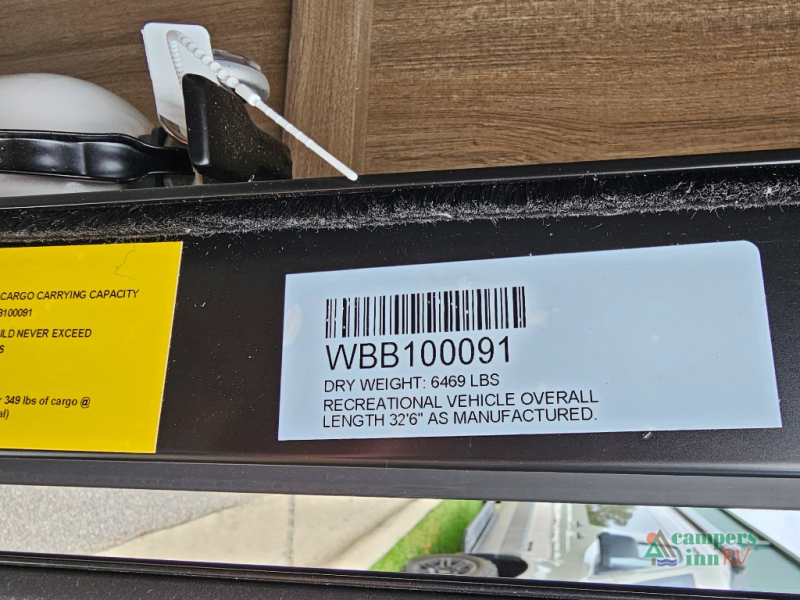 CARGO CARRYING CAPACITY
B100091
ULD NEVER EXCEED
S
349 lbs of cargo @
al)
WBB100091
DRY WEIGHT: 6469 LBS
RECREATIONAL VEHICLE OVERALL
LENGTH 32'6" AS MANUFACTURED.
campers
inn RV